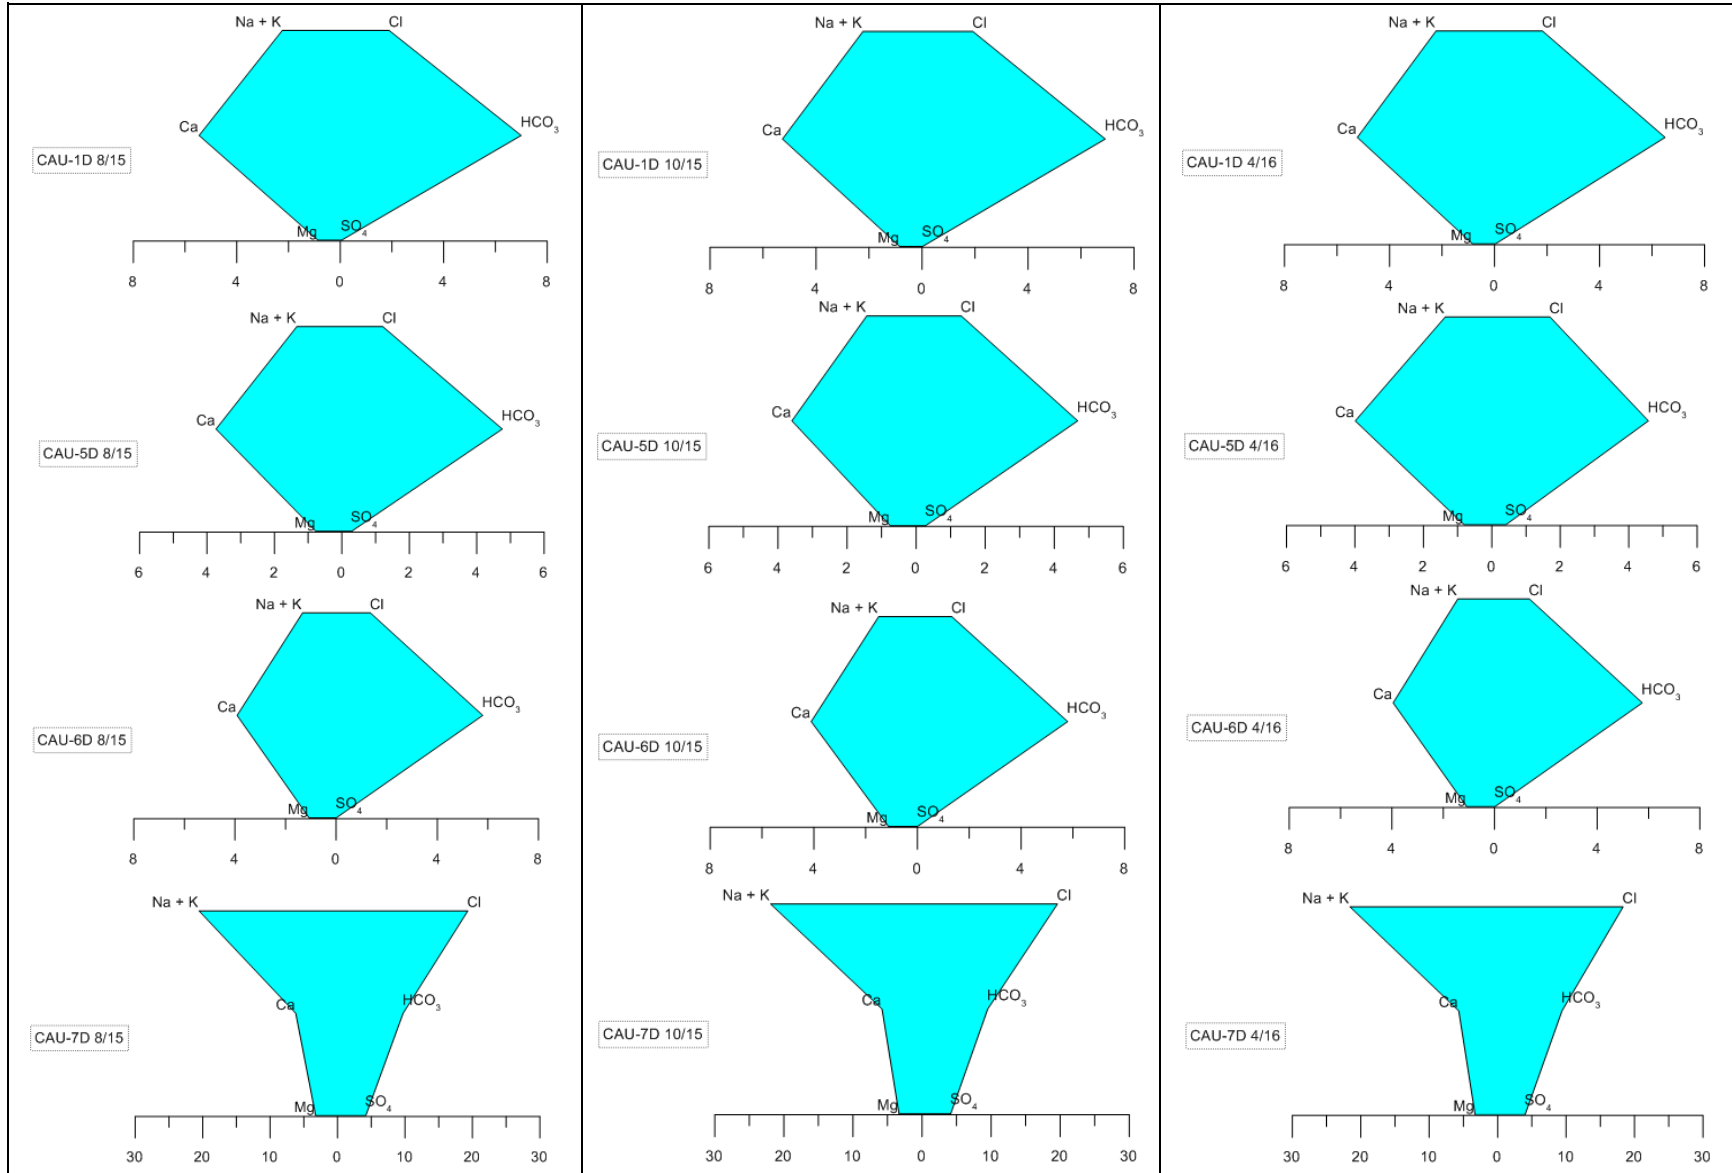 Na + K Cl
Ca HCO₃
CAU-1D 8/15
Mg SO₄
8 4 0 4 8
Na + K Cl
Ca HCO₃
CAU-5D 8/15
Mg SO₄
6 4 2 0 2 4 6
Na + K Cl
Ca HCO₃
CAU-6D 8/15
Mg SO₄
8 4 0 4 8
Na + K Cl
Ca HCO₃
CAU-7D 8/15
Mg SO₄
30 20 10 0 10 20 30
Na + K Cl
Ca HCO₃
CAU-1D 10/15
Mg SO₄
8 4 0 4 8
Na + K Cl
Ca HCO₃
CAU-5D 10/15
Mg SO₄
6 4 2 0 2 4 6
Na + K Cl
Ca HCO₃
CAU-6D 10/15
Mg SO₄
8 4 0 4 8
Na + K Cl
Ca HCO₃
CAU-7D 10/15
Mg SO₄
30 20 10 0 10 20 30
Na + K Cl
Ca HCO₃
CAU-1D 4/16
Mg SO₄
8 4 0 4 8
Na + K Cl
Ca HCO₃
CAU-5D 4/16
Mg SO₄
6 4 2 0 2 4 6
Na + K Cl
Ca HCO₃
CAU-6D 4/16
Mg SO₄
8 4 0 4 8
Na + K Cl
Ca HCO₃
CAU-7D 4/16
Mg SO₄
30 20 10 0 10 20 30